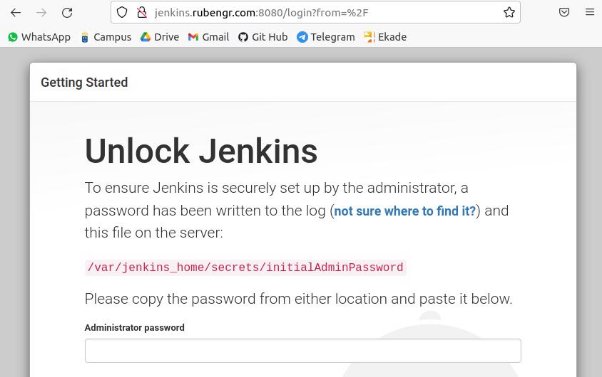 jenkins.rubengr.com:8080/login?from=%2F
WhatsApp Campus Drive Gmail Git Hub Telegram Ekade
Getting Started
Unlock Jenkins
To ensure Jenkins is securely set up by the administrator, a
password has been written to the log (not sure where to find it?) and
this file on the server:
/var/jenkins_home/secrets/initialAdminPassword
Please copy the password from either location and paste it below.
Administrator password